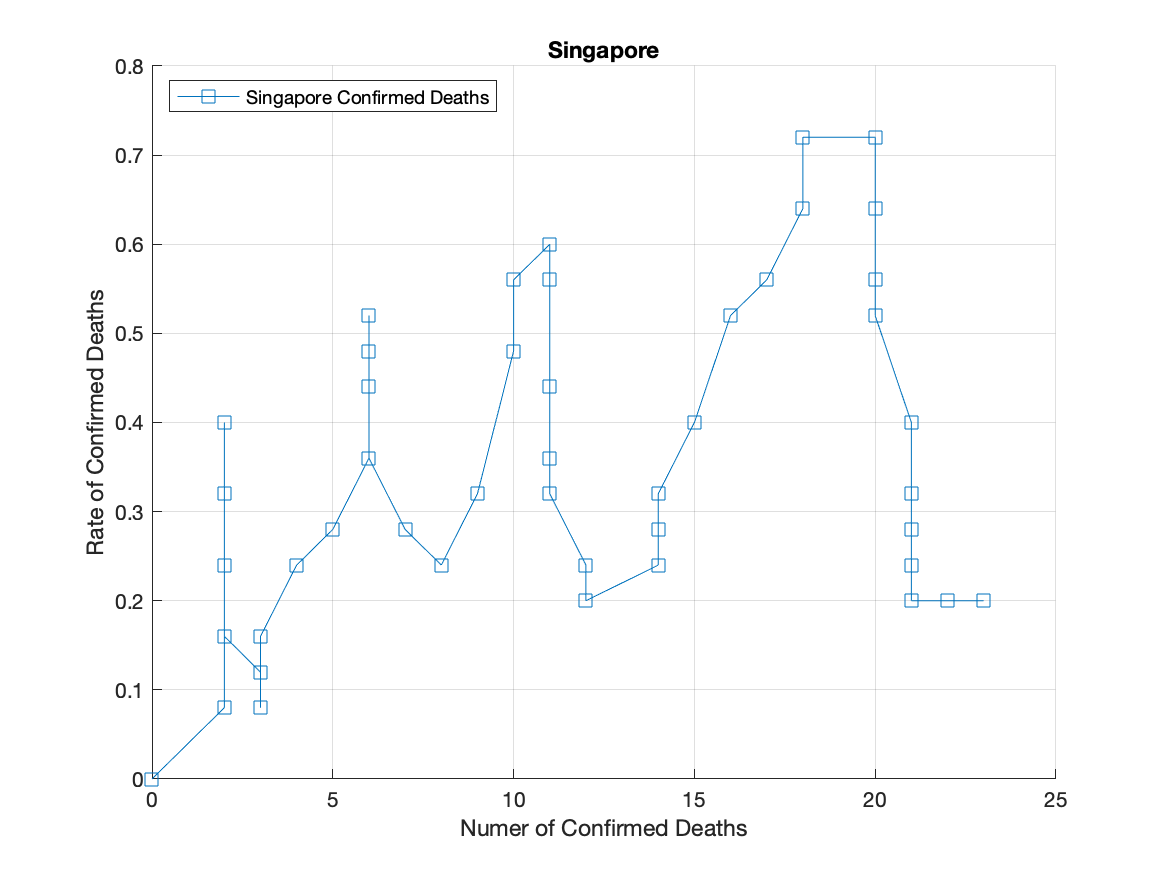 Singapore
Singapore Confirmed Deaths
0.8
0.7
0.6
0.5
0.4
0.3
0.2
0.1
0
Rate of Confirmed Deaths
0 5 10 15 20 25
Numer of Confirmed Deaths